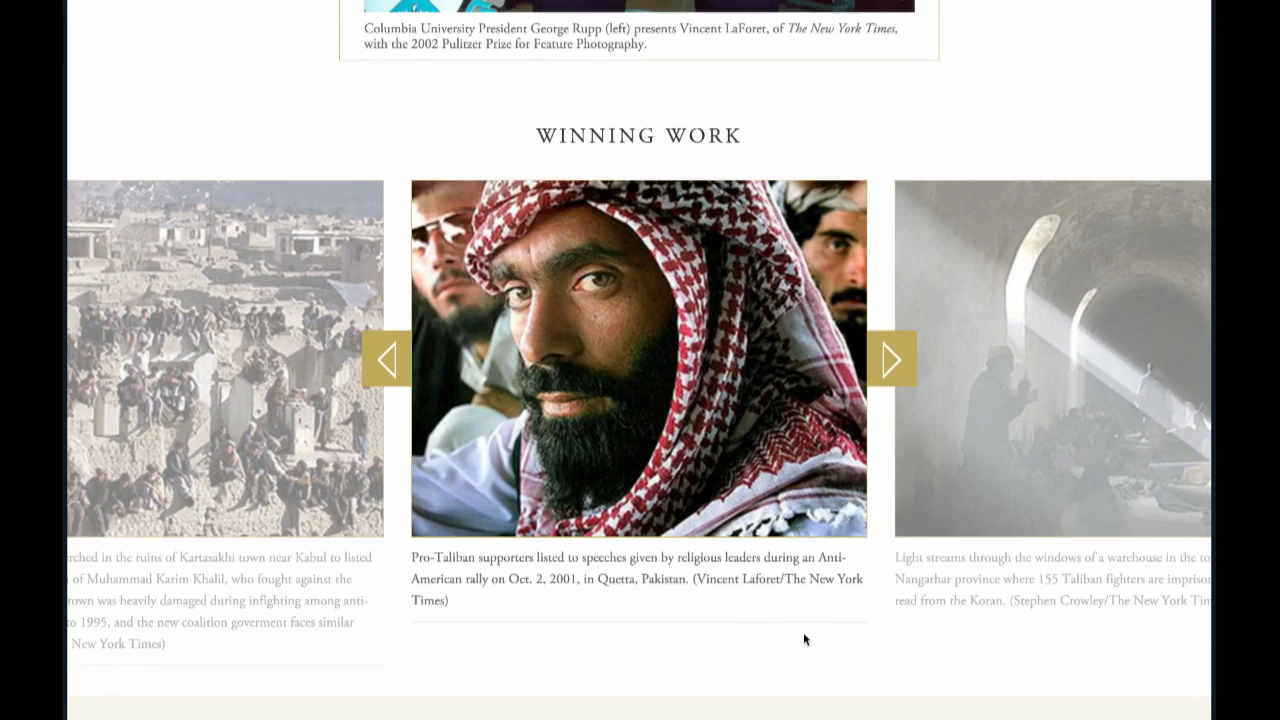 Columbia University President George Rupp (left) presents Vincent LaForet, of The New York Times,
with the 2002 Pulitzer Prize for Feature Photography.
WINNING WORK
rched in the ruins of Kartasakhi town near Kabul to listed
of Muhammad Karim Khalil, who fought against the
town was heavily damaged during infighting among anti-
to 1995, and the new coalition goverment faces similar
New York Times)
Pro-Taliban supporters listed to speeches given by religious leaders during an Anti-
American rally on Oct. 2, 2001, in Quetta, Pakistan. (Vincent Laforet/The New York
Times)
Light streams through the windows of a warehouse in the to
Nangarhar province where 155 Taliban fighters are imprison
read from the Koran. (Stephen Crowley/The New York Tim